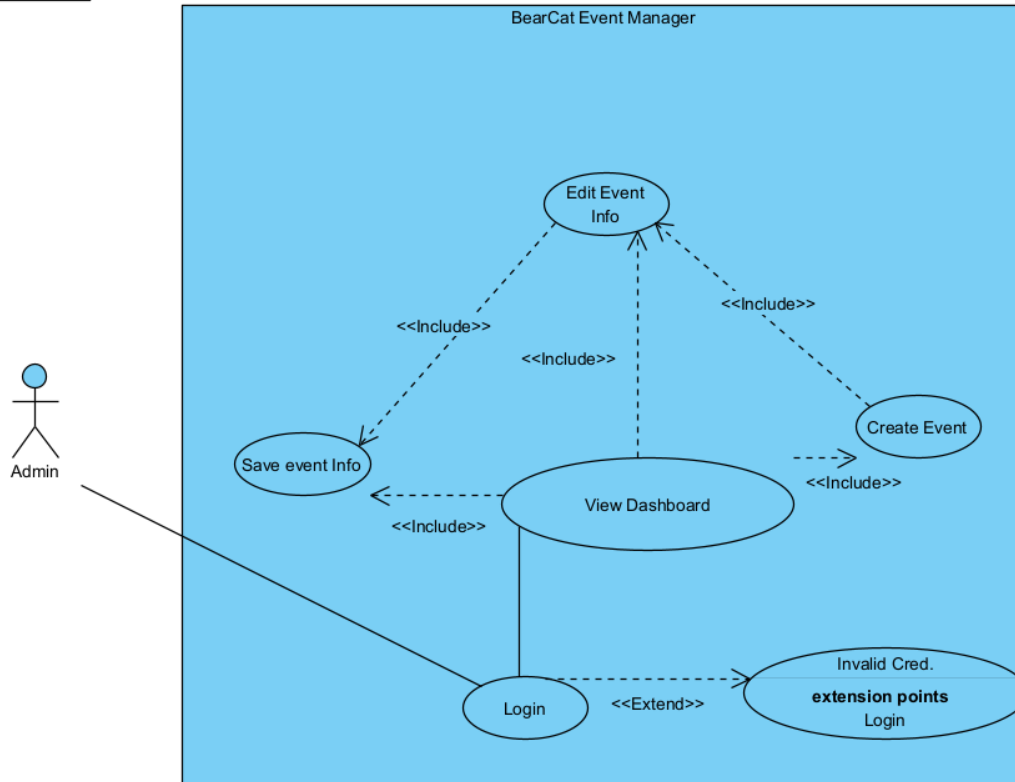 BearCat Event Manager
Edit Event
Info
<<Include>>
<<Include>>
<<Include>>
Admin
Save event Info
Create Event
<<Include>>
View Dashboard
<<Include>>
Invalid Cred.
extension points
Login
Login
<<Extend>>